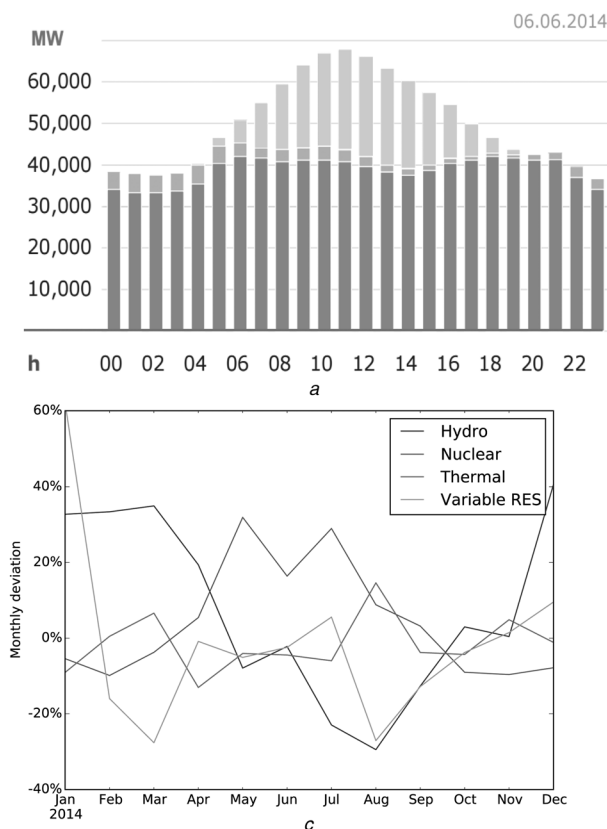 06.06.2014
MW
60,000
50,000
40,000
30,000
20,000
10,000
h 00 02 04 06 08 10 12 14 16 18 20 22
a
60%
40%
20%
0%
-20%
-40%
Monthly deviation
Hydro
Nuclear
Thermal
Variable RES
Jan Feb Mar Apr May Jun Jul Aug Sep Oct Nov Dec
2014
c